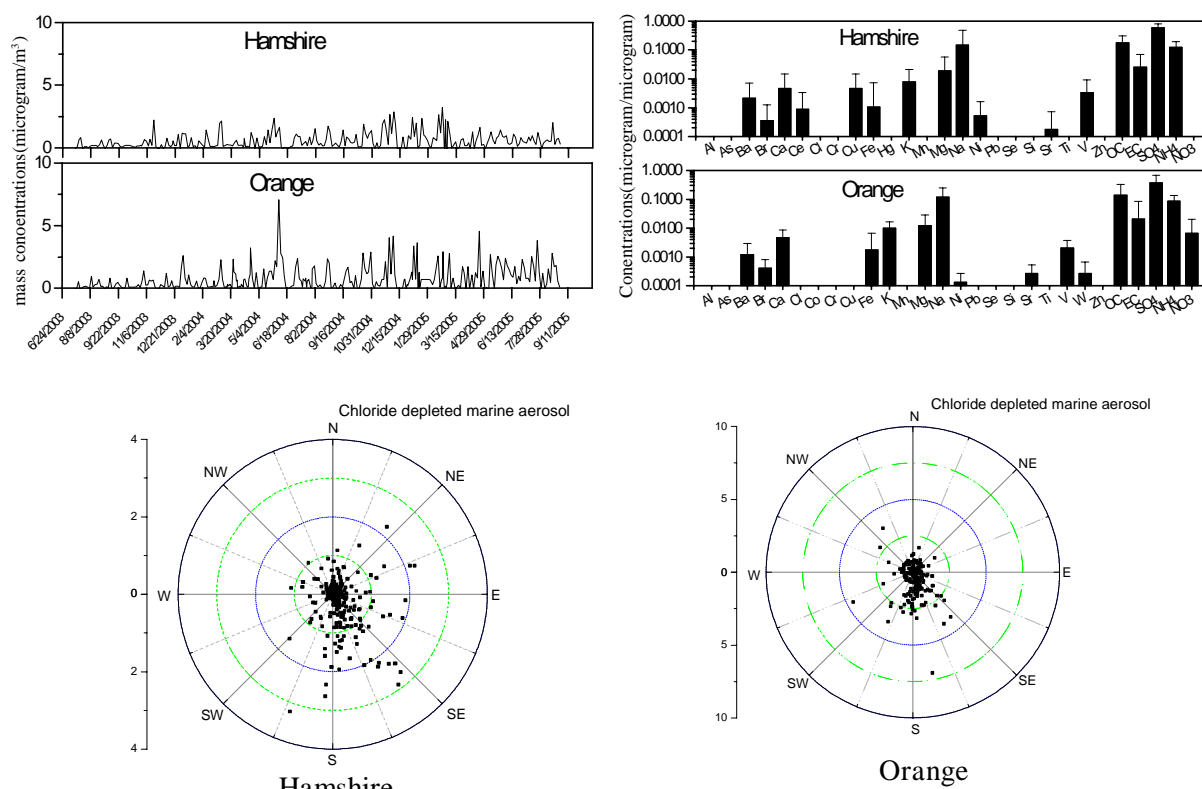 10
Hamshire
5
0
10
Orange
5
0
mass conoentrations(microgram/m³)
6/24/2003
8/8/2003
9/22/2003
11/6/2003
12/21/2003
2/4/2004
3/20/2004
5/4/2004
6/18/2004
8/2/2004
9/16/2004
10/31/2004
12/15/2004
1/29/2005
3/15/2005
4/29/2005
6/13/2005
7/28/2005
9/11/2005
Conentrations(microgram/microgram)
1.0000
0.1000
0.0100
0.0010
0.0001
Hamshire
Al As Ba Br Ca Ce Cl Cr Cu Fe Hg K Mn Mg Na Ni Pb Se Si Sr Ti V Zn OC EC SO4 NH4 NO3
1.0000
0.1000
0.0100
0.0010
0.0001
Orange
Al As Ba Br Ca Cl Co Cr Cu Fe K Mn Mg Na Ni Pb Se Si Sr Ti V W Zn OC EC SO4 NH4 NO3
Chloride depleted marine aerosol
4
2
0
2
4
N
NE
E
SE
S
SW
W
NW
Hamshire
Chloride depleted marine aerosol
10
5
0
5
10
N
NE
E
SE
S
SW
W
NW
Orange